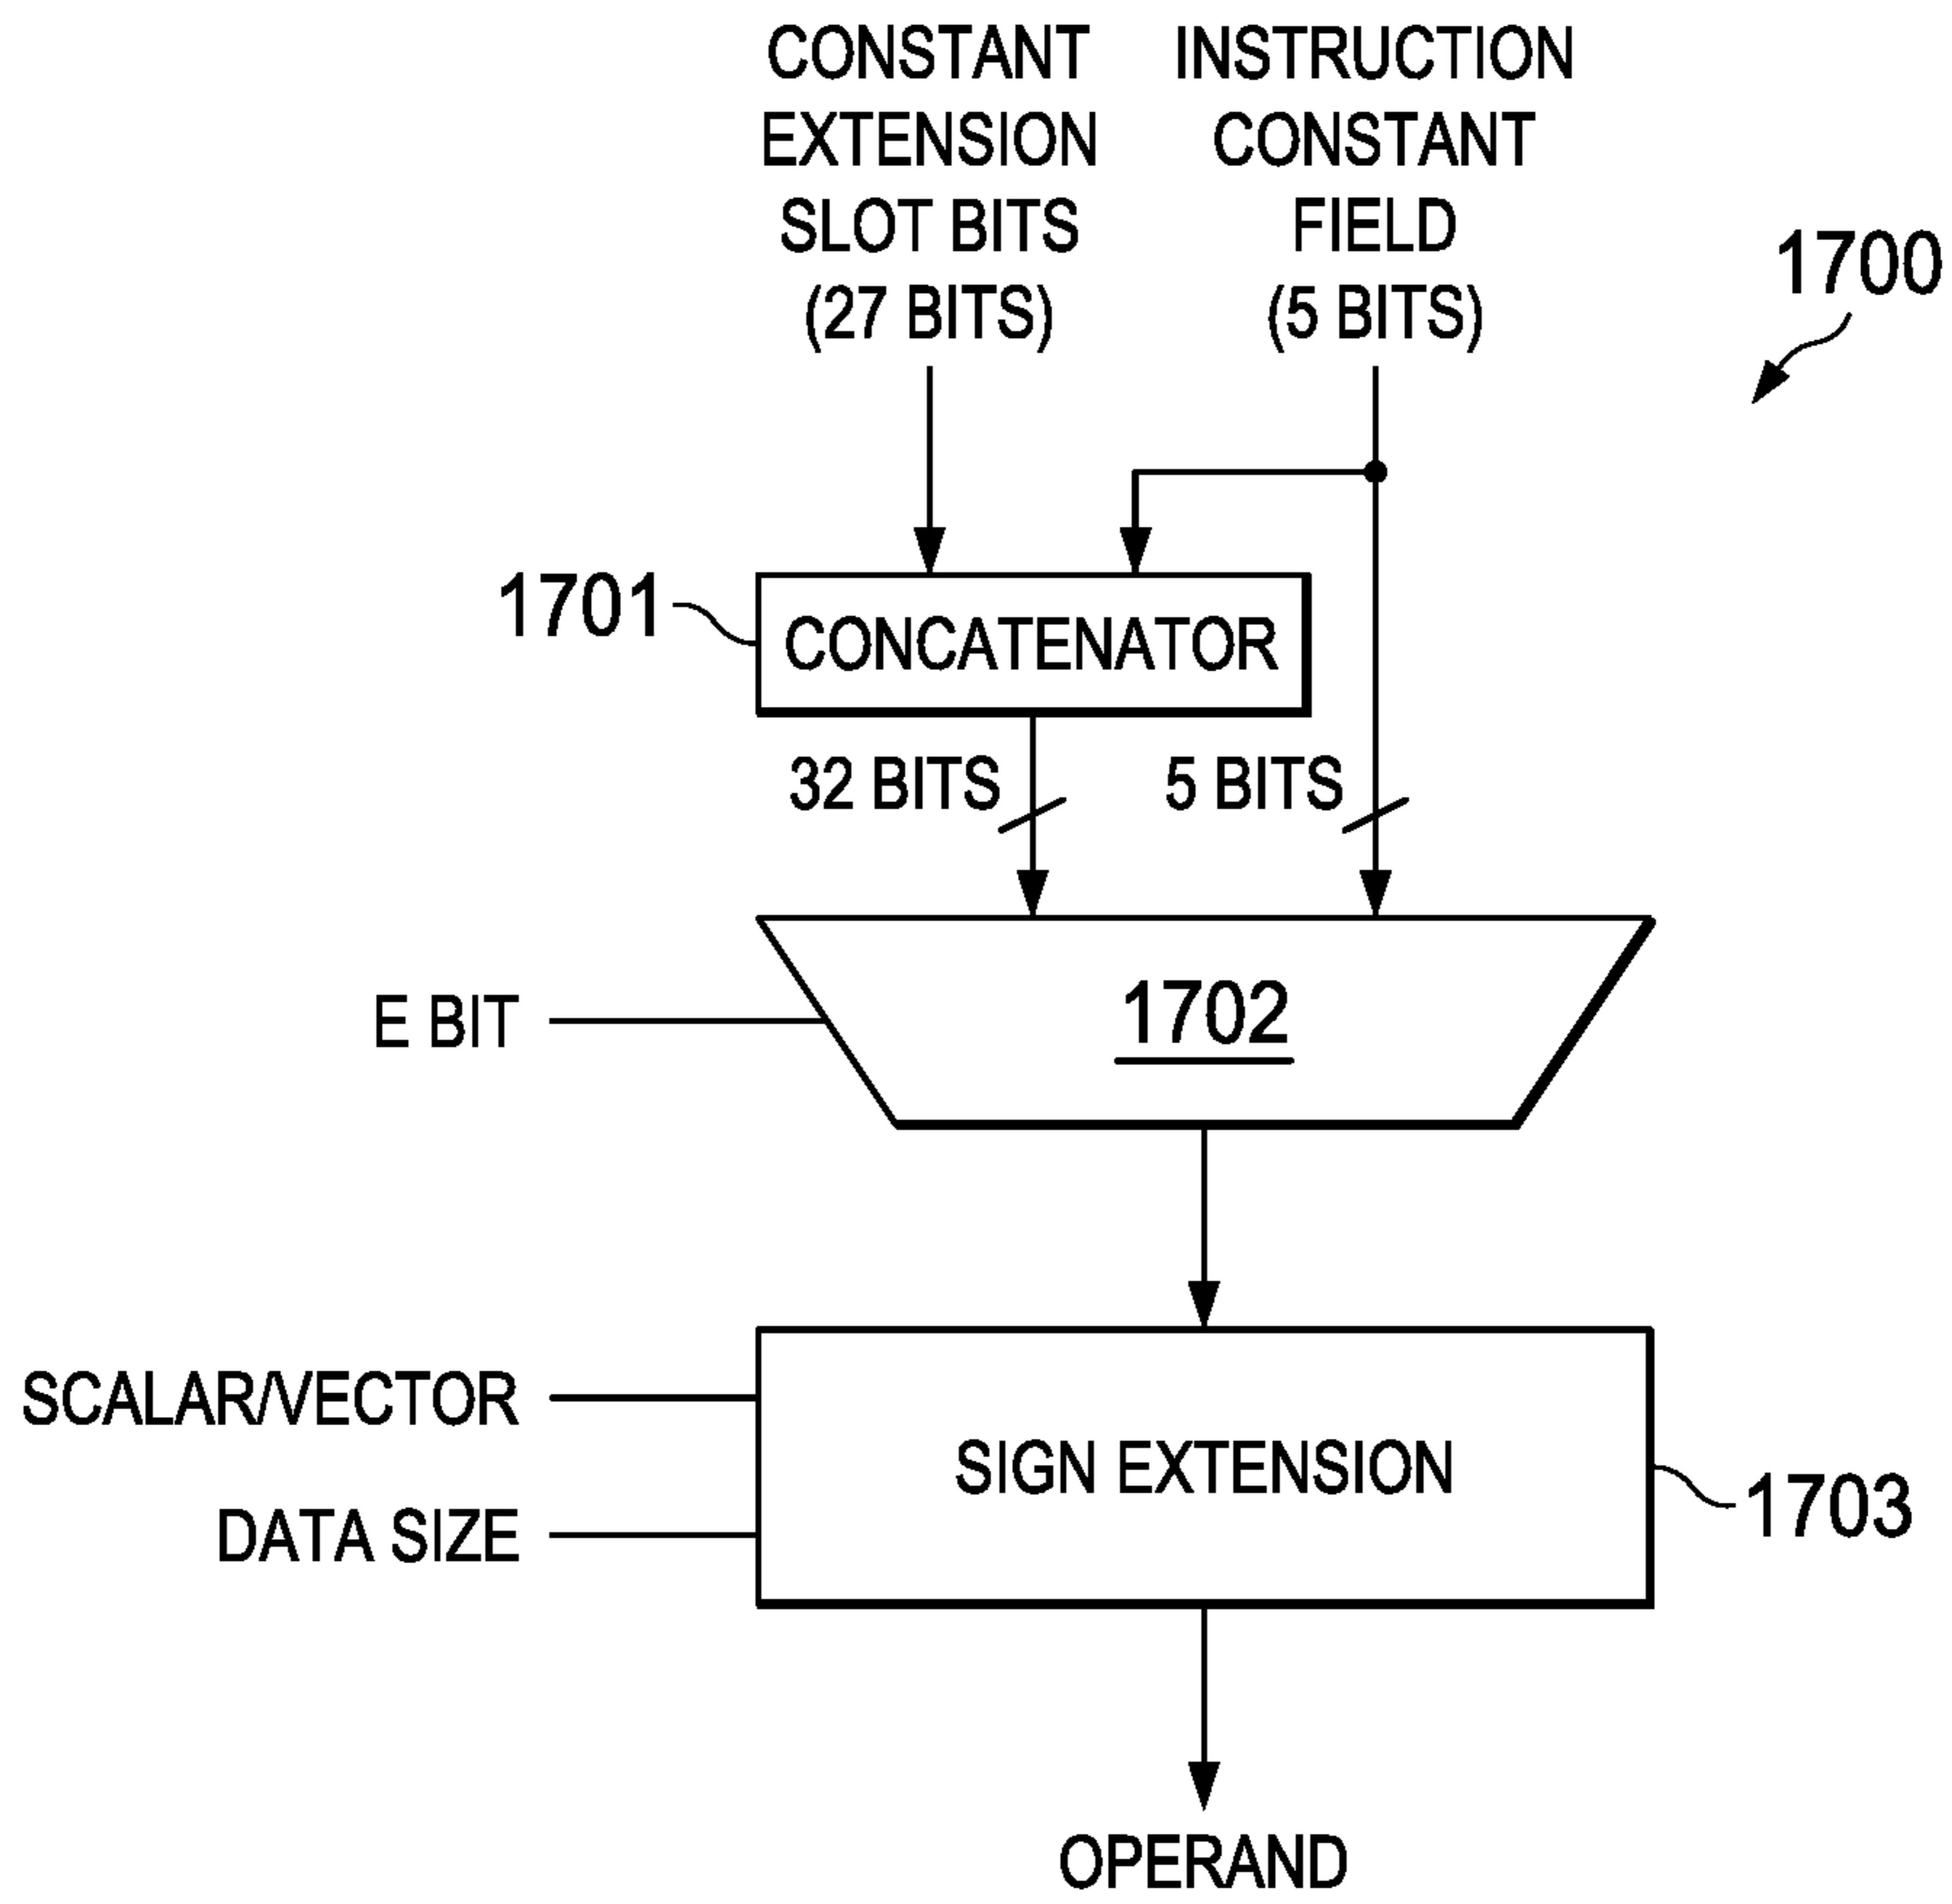 CONSTANT
EXTENSION
SLOT BITS
(27 BITS)
INSTRUCTION
CONSTANT
FIELD
(5 BITS)
1700
1701
CONCATENATOR
32 BITS
5 BITS
E BIT
1702
SCALAR/VECTOR
DATA SIZE
SIGN EXTENSION
1703
OPERAND